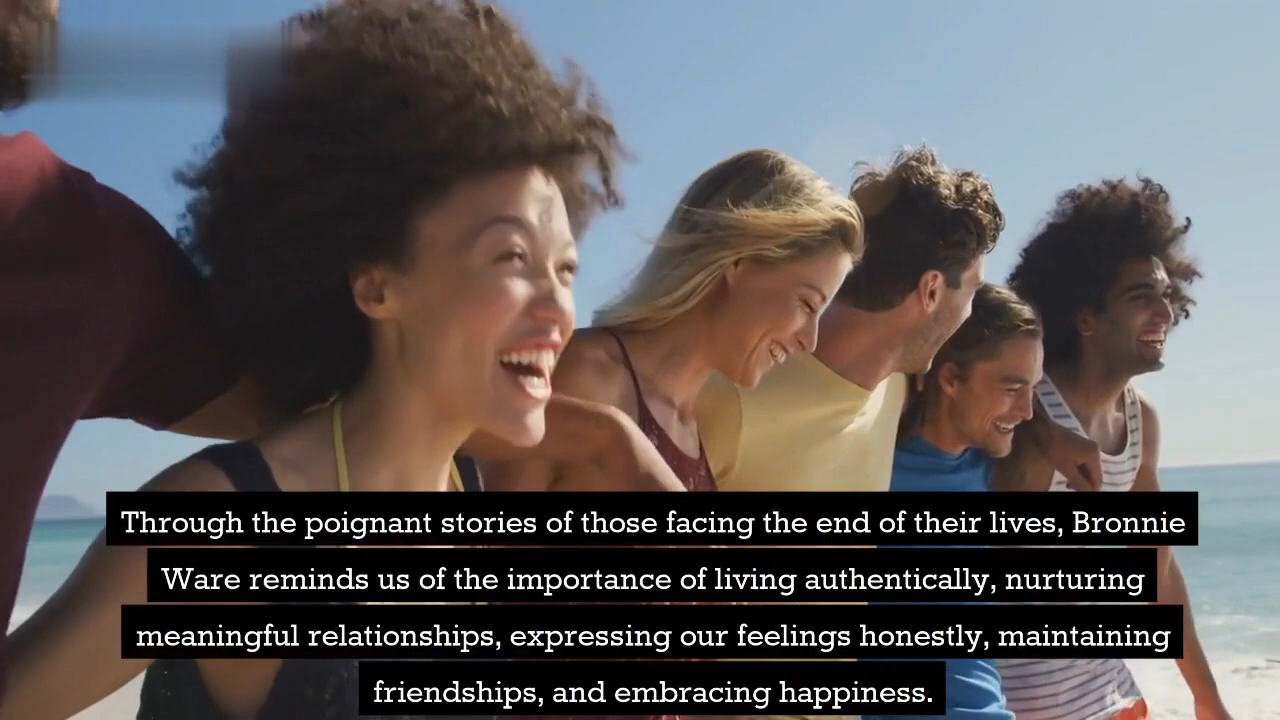 Through the poignant stories of those facing the end of their lives, Bronnie
Ware reminds us of the importance of living authentically, nurturing
meaningful relationships, expressing our feelings honestly, maintaining
friendships, and embracing happiness.